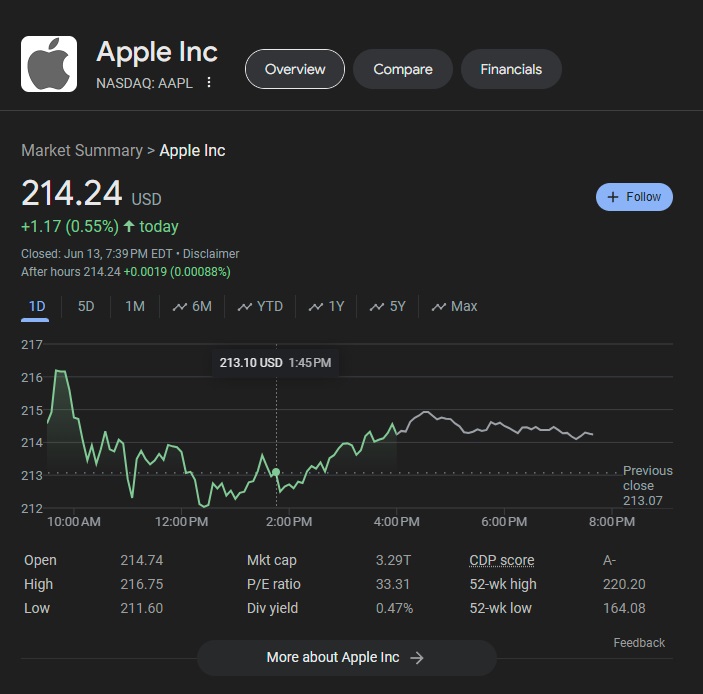 Apple Inc
NASDAQ: AAPL
Overview
Compare
Financials
Market Summary > Apple Inc
214.24 USD
+ Follow
+1.17 (0.55%) today
Closed: Jun 13, 7:39 PM EDT • Disclaimer
After hours 214.24 +0.0019 (0.00088%)
1D 5D 1M 6M YTD 1Y 5Y Max
217
213.10 USD 1:45 PM
216
215
214
213
Previous
close
213.07
212
10:00 AM 12:00 PM 2:00 PM 4:00 PM 6:00 PM 8:00 PM
Open 214.74 Mkt cap 3.29T CDP score A-
High 216.75 P/E ratio 33.31 52-wk high 220.20
Low 211.60 Div yield 0.47% 52-wk low 164.08
Feedback
More about Apple Inc